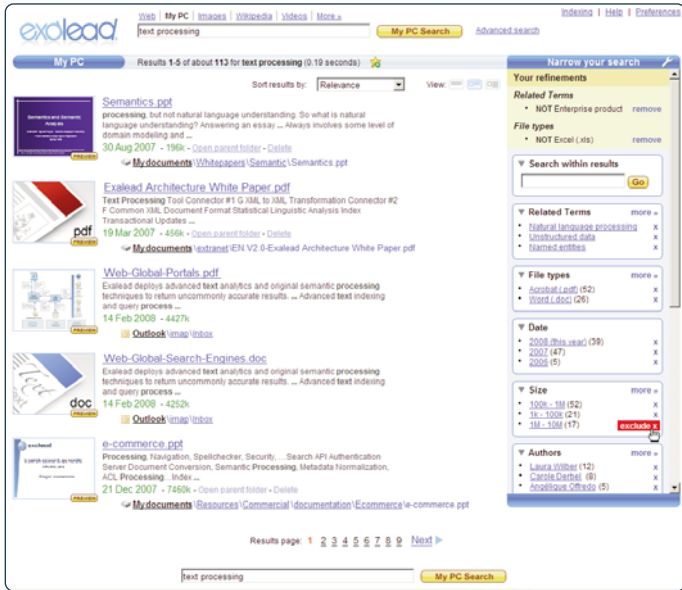 exalead
Web | My PC | Images | Wikipedia | Videos | More »
Indexing | Help | Preferences
text processing
My PC Search
Advanced search
My PC
Results 1-5 of about 113 for text processing (0.19 seconds)
Narrow your search
Sort results by: Relevance
View:
Semantics and Semantic
Analysis
PREVIEW
Semantics.ppt
processing, but not natural language understanding. So what is natural
language understanding? Answering an essay ... Always involves some level of
domain modeling and ...
30 Aug 2007 - 196k - Open parent folder - Delete
My documents\Whitepapers\Semantic\Semantics.ppt
pdf
PREVIEW
Exalead Architecture White Paper.pdf
Text Processing Tool Connector #1 G XML to XML Transformation Connector #2
F Common XML Document Format Statistical Linguistic Analysis Index
Transactional Updates ...
19 Mar 2007 - 456k - Open parent folder - Delete
My documents\extranet\EN.V2.0-Exalead Architecture White Paper.pdf
PREVIEW
Web-Global-Portals.pdf
Exalead deploys advanced text analytics and original semantic processing
techniques to return uncommonly accurate results. ... Advanced text indexing
and query process ...
14 Feb 2008 - 4427k
Outlook\imap\Inbox
doc
PREVIEW
Web-Global-Search-Engines.doc
Exalead deploys advanced text analytics and original semantic processing
techniques to return uncommonly accurate results. ... Advanced text indexing
and query process ...
14 Feb 2008 - 4252k
Outlook\imap\Inbox
exalead
PREVIEW
e-commerce.ppt
Processing, Navigation, Spellchecker, Security, ... Search API Authentication
Server Document Conversion, Semantic Processing, Metadata Normalization,
ACL Processing...Index ...
21 Dec 2007 - 7460k - Open parent folder - Delete
My documents\Resources\Commercial\documentation\Ecommerce\e-commerce.ppt
Results page: 1 2 3 4 5 6 7 8 9 Next
text processing
My PC Search
Your refinements
Related Terms
• NOT Enterprise product remove
File types
• NOT Excel (.xls) remove
Search within results
Go
Related Terms more »
• Natural language processing x
• Unstructured data x
• Named entities x
File types more »
• Acrobat (.pdf) (52) x
• Word (.doc) (26) x
Date
• 2008 (this year) (39) x
• 2007 (47) x
• 2006 (5) x
Size more »
• 100k - 1M (52) x
• 1k - 100k (21) x
• 1M - 10M (17) exclude x
Authors more »
• Laura Wilber (12) x
• Carole Derbel (8) x
• Angélique Offredo (5) x